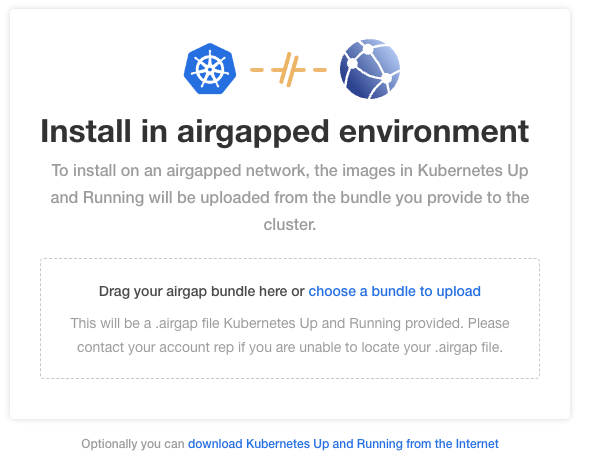 Install in airgapped environment
To install on an airgapped network, the images in Kubernetes Up
and Running will be uploaded from the bundle you provide to the
cluster.
Drag your airgap bundle here or choose a bundle to upload
This will be a .airgap file Kubernetes Up and Running provided. Please
contact your account rep if you are unable to locate your .airgap file.
Optionally you can download Kubernetes Up and Running from the Internet